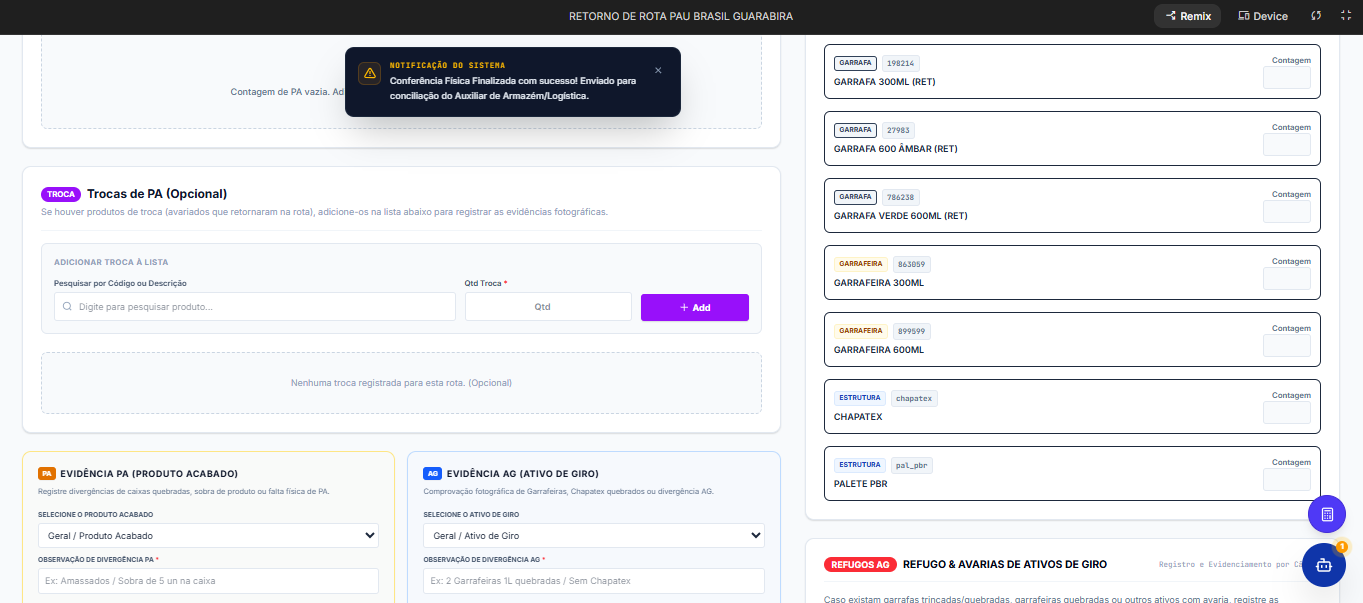 RETORNO DE ROTA PAU BRASIL GUARABIRA
Remix
Device
NOTIFICAÇÃO DO SISTEMA
Conferência Física Finalizada com sucesso! Enviado para
conciliação do Auxiliar de Armazém/Logística.
Contagem de PA vazia. Ad
TROCA Trocas de PA (Opcional)
Se houver produtos de troca (avariados que retornaram na rota), adicione-os na lista abaixo para registrar as evidências fotográficas.
ADICIONAR TROCA À LISTA
Pesquisar por Código ou Descrição
Qtd Troca *
Digite para pesquisar produto...
Qtd
+ Add
Nenhuma troca registrada para esta rota. (Opcional)
PA EVIDÊNCIA PA (PRODUTO ACABADO)
Registre divergências de caixas quebradas, sobra de produto ou falta física de PA.
SELECIONE O PRODUTO ACABADO
Geral / Produto Acabado
OBSERVAÇÃO DE DIVERGÊNCIA PA *
Ex: Amassados / Sobra de 5 un na caixa
AG EVIDÊNCIA AG (ATIVO DE GIRO)
Comprovação fotográfica de Garrafeiras, Chapatex quebrados ou divergência AG.
SELECIONE O ATIVO DE GIRO
Geral / Ativo de Giro
OBSERVAÇÃO DE DIVERGÊNCIA AG *
Ex: 2 Garrafeiras 1L quebradas / Sem Chapatex
GARRAFA 198214 Contagem
GARRAFA 300ML (RET)
GARRAFA 27983 Contagem
GARRAFA 600 ÂMBAR (RET)
GARRAFA 786238 Contagem
GARRAFA VERDE 600ML (RET)
GARRAFEIRA 863059 Contagem
GARRAFEIRA 300ML
GARRAFEIRA 899599 Contagem
GARRAFEIRA 600ML
ESTRUTURA chapatex Contagem
CHAPATEX
ESTRUTURA pal_pbr Contagem
PALETE PBR
1
REFUGOS AG REFUGO & AVARIAS DE ATIVOS DE GIRO
Registro e Evidenciamento por
Caso existam garrafas trincadas/quebradas, garrafeiras quebradas ou outros ativos com avaria, registre as